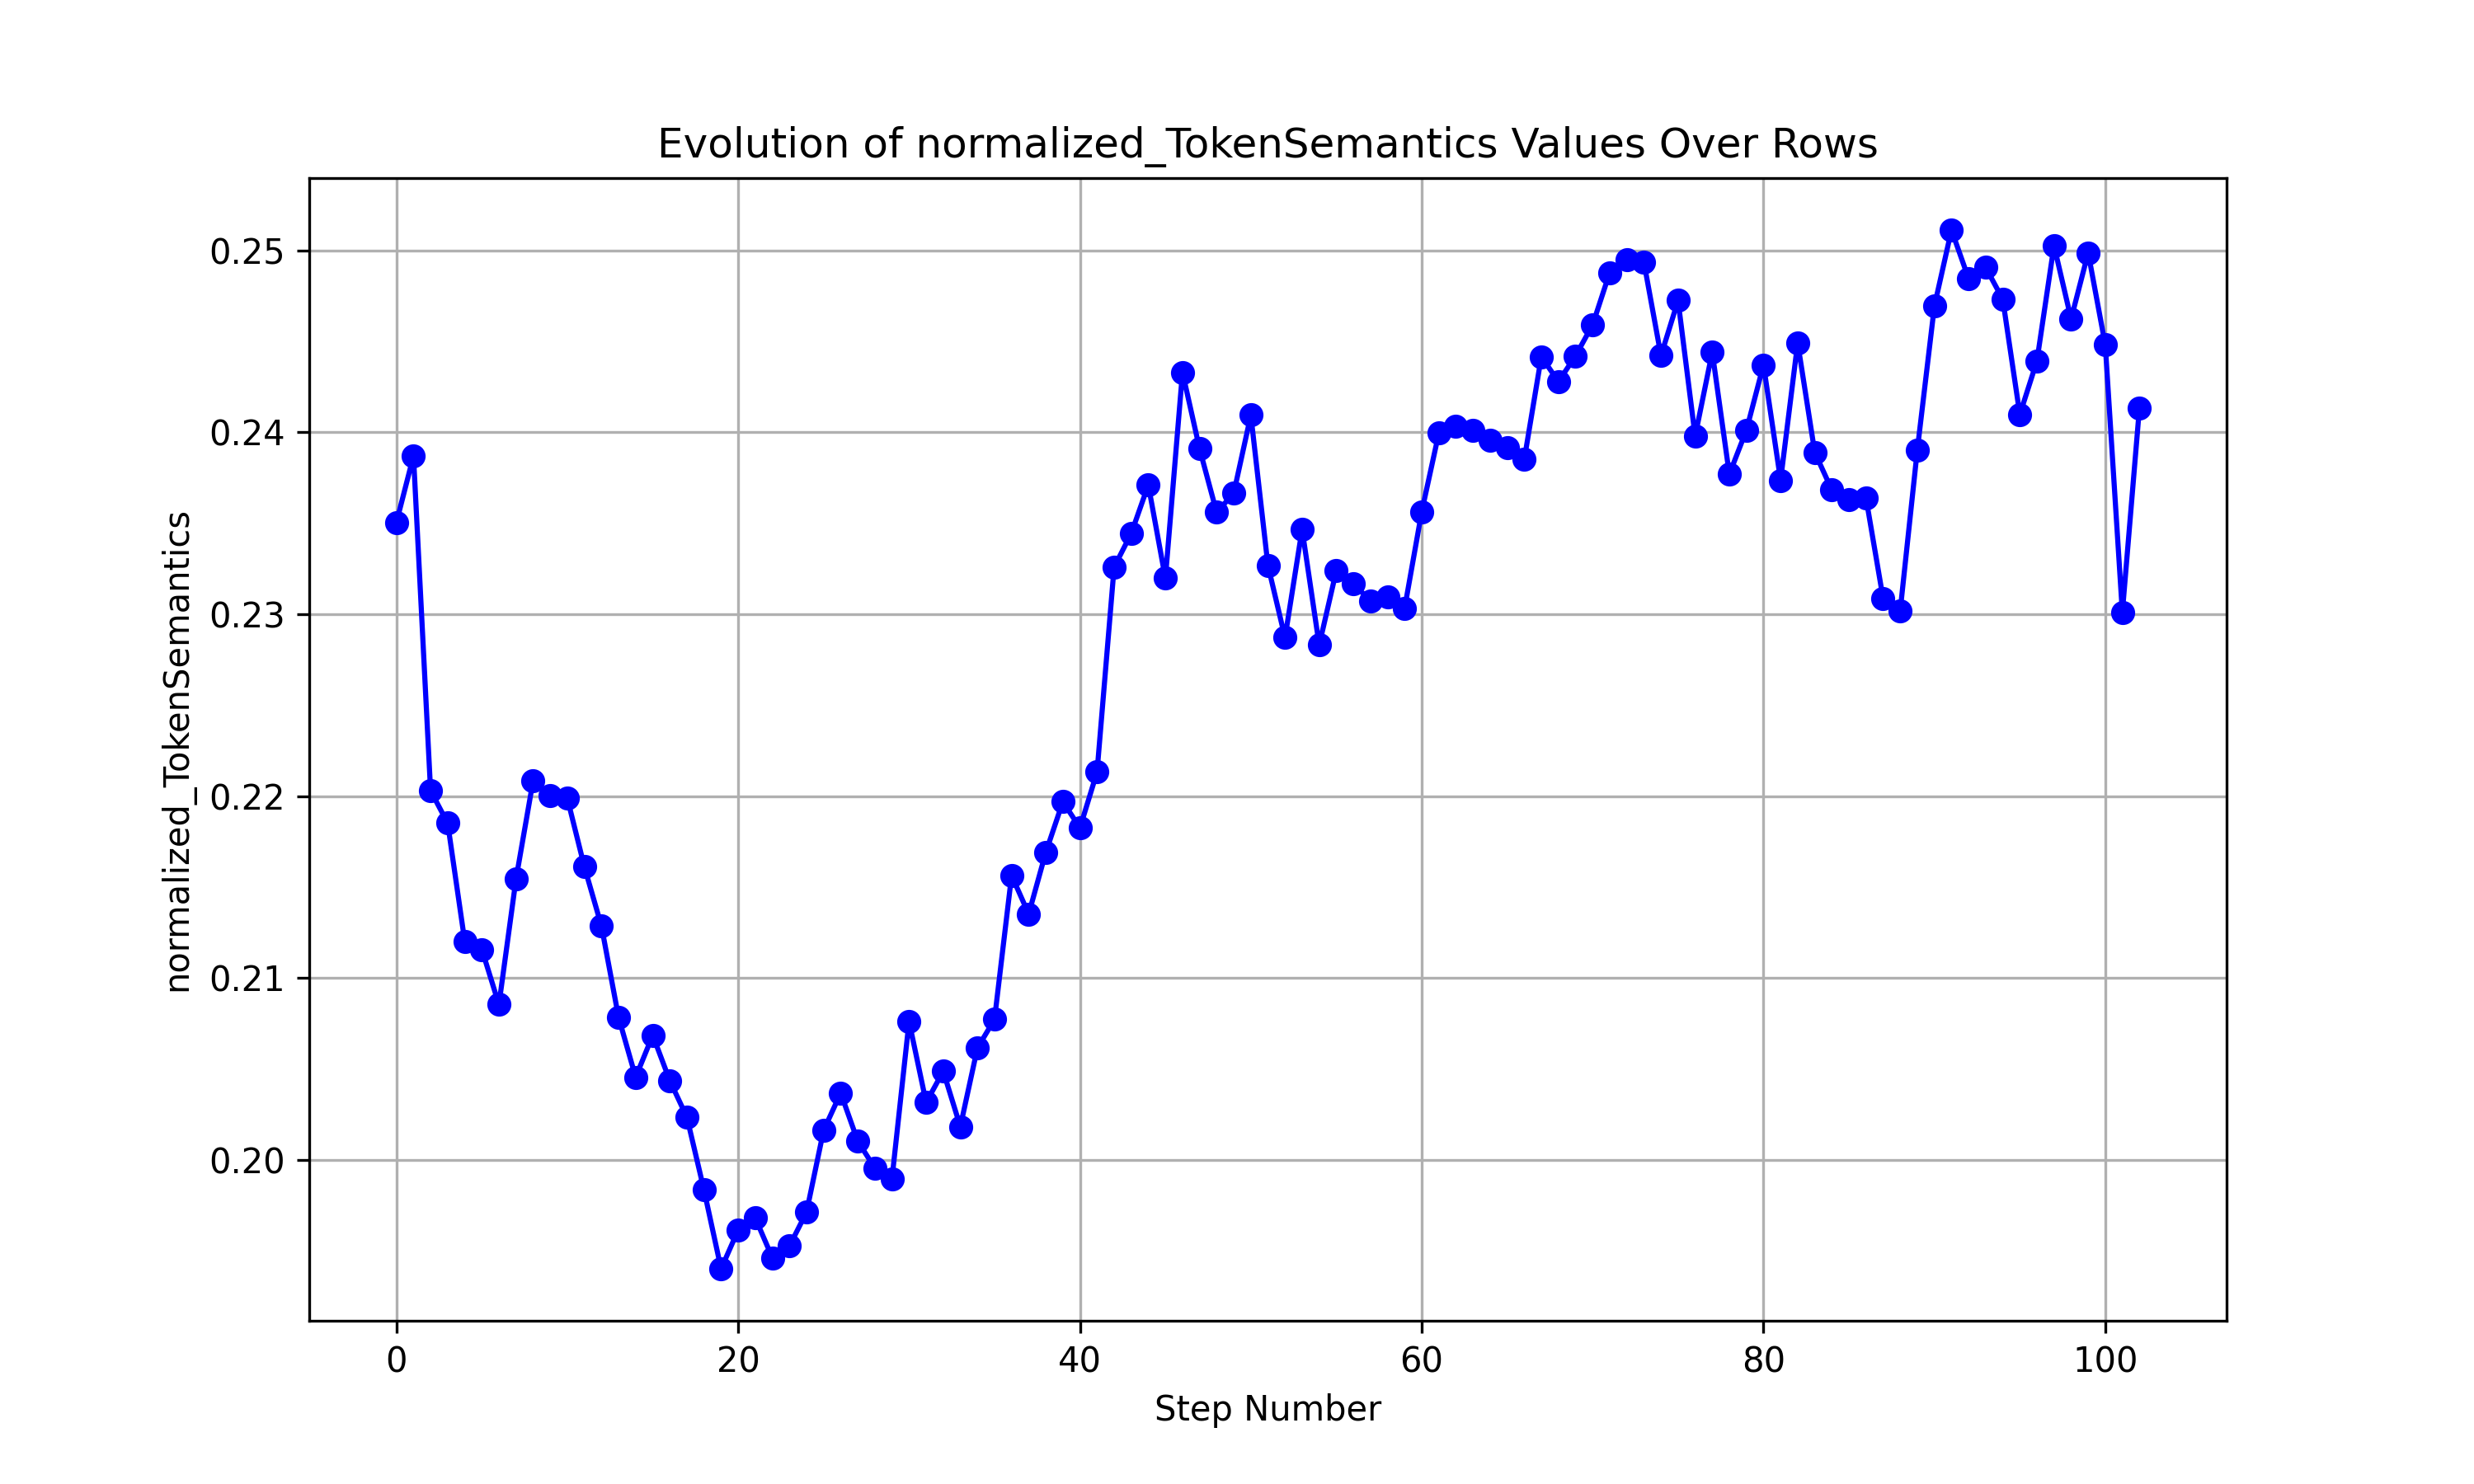 Evolution of normalized_TokenSemantics Values Over Rows
normalized_TokenSemantics
0.25
0.24
0.23
0.22
0.21
0.20
0 20 40 60 80 100
Step Number